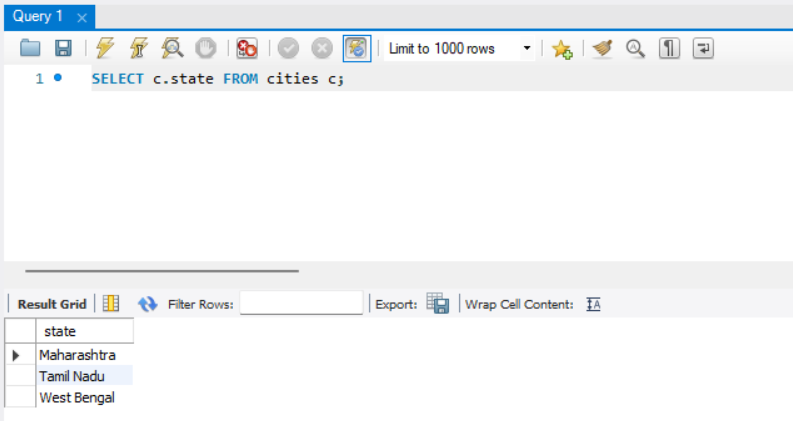 Query 1
Limit to 1000 rows
1 SELECT c.state FROM cities c;
Result Grid Filter Rows: Export: Wrap Cell Content: IA
state
Maharashtra
Tamil Nadu
West Bengal